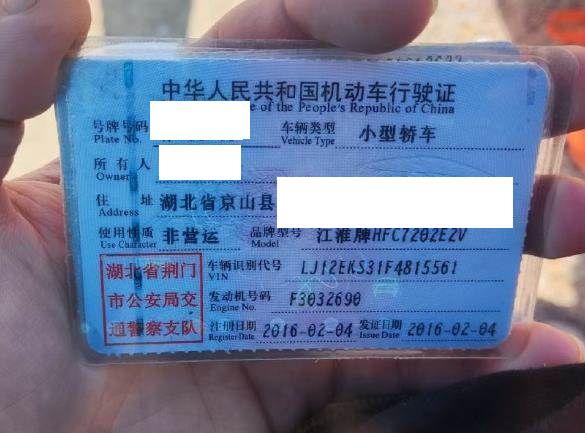 中华人民共和国机动车行驶证
of the People's Republic of China
号牌号码 车辆类型 小型轿车
Plate No. Vehicle Type
所有人
Owner
住址 湖北省京山县
Address
使用性质 非营运 品牌型号 江淮牌HFC7202E2V
Use Character Model
湖北省荆门
市公安局交
通警察支队
车辆识别代号 LJ12EKS31F4815561
VIN
发动机号码 F3032690
Engine No.
注册日期 2016-02-04 发证日期 2016-02-04
Register Date Issue Date